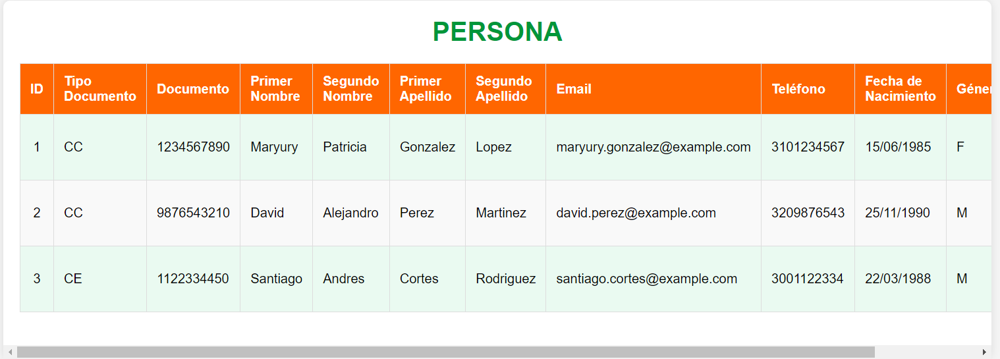 PERSONA
ID Tipo Documento Documento Primer Nombre Segundo Nombre Primer Apellido Segundo Apellido Email Teléfono Fecha de Nacimiento Géner
1 CC 1234567890 Maryury Patricia Gonzalez Lopez maryury.gonzalez@example.com 3101234567 15/06/1985 F
2 CC 9876543210 David Alejandro Perez Martinez david.perez@example.com 3209876543 25/11/1990 M
3 CE 1122334450 Santiago Andres Cortes Rodriguez santiago.cortes@example.com 3001122334 22/03/1988 M